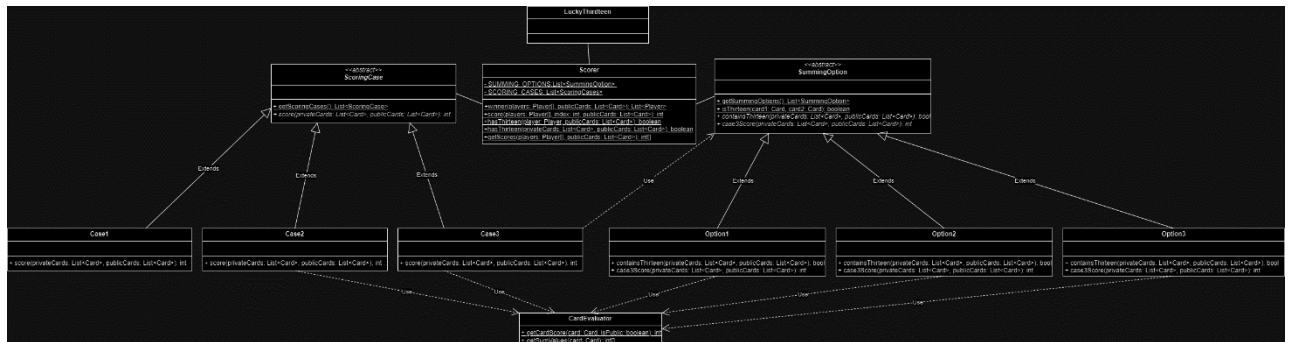 LuckyThirdteen
<<abstract>>
ScoringCase
+ getScoringCases(): List<ScoringCase>
+ score(privateCards: List<Card>, publicCards: List<Card>): int
Scorer
- SUMMING_OPTIONS:List<SummingOption>
- SCORING_CASES: List<ScoringCases>
+winner(players: Player[], publicCards: List<Card>): List<Player>
+score(players: Player[], index: int, publicCards: List<Card>): int
+hasThirteen(player: Player, publicCards: List<Card>): boolean
+hasThirteen(privateCards: List<Card>, publicCards: List<Card>): boolean
+getScores(players: Player[], publicCards: List<Card>): int[]
<<abstract>>
SummingOption
+ getSummingOptions(): List<SummingOption>
+ isThirteen(card1: Card, card2: Card): boolean
+ containsThirteen(privateCards: List<Card>, publicCards: List<Card>): bool
+ case3Score(privateCards: List<Card>, publicCards: List<Card>): int
Extends
Extends
Extends
Use
Extends
Extends
Extends
Case1
+ score(privateCards: List<Card>, publicCards: List<Card>): int
Case2
+ score(privateCards: List<Card>, publicCards: List<Card>): int
Case3
+ score(privateCards: List<Card>, publicCards: List<Card>): int
Option1
+ containsThirteen(privateCards: List<Card>, publicCards: List<Card>): bool
+ case3Score(privateCards: List<Card>, publicCards: List<Card>): int
Option2
+ containsThirteen(privateCards: List<Card>, publicCards: List<Card>): bool
+ case3Score(privateCards: List<Card>, publicCards: List<Card>): int
Option3
+ containsThirteen(privateCards: List<Card>, publicCards: List<Card>): bool
+ case3Score(privateCards: List<Card>, publicCards: List<Card>): int
Use
Use
Use
Use
Use
CardEvaluator
+ getCardScore(card: Card, isPublic: boolean): int
+ getSumValues(card: Card): int[]